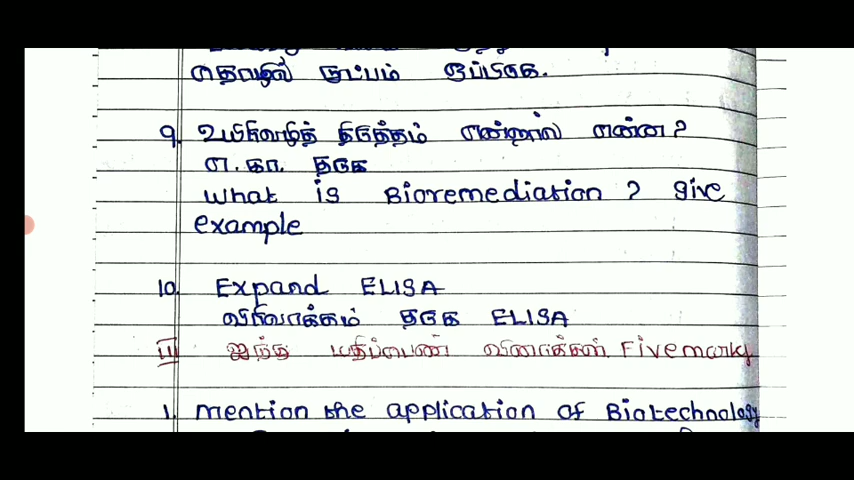 தொழில் நுட்பம் ஒப்பிடுக.
9. உயிரிவழித் திருத்தம் என்னால் என்ன?
எ.கா. தருக
What is Bioremediation? give
example
10. Expand ELISA
விரிவாக்கம் தருக ELISA
III ஐந்து மதிப்பெண் வினாக்கள். Five mark
1. mention the application of Biotechnology